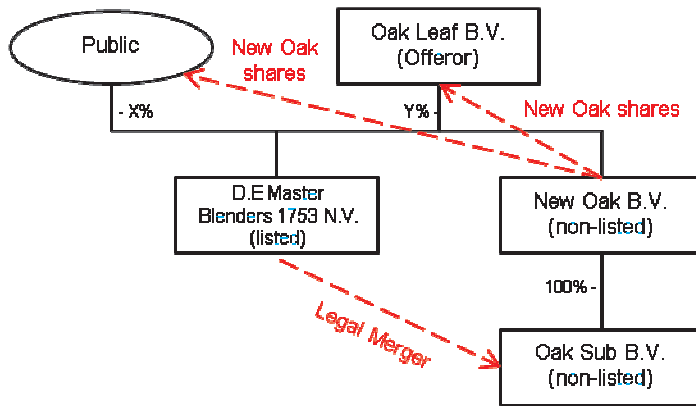 Public
New Oak
shares
Oak Leaf B.V.
(Offeror)
- X%
Y% -
New Oak shares
D.E Master
Blenders 1753 N.V.
(listed)
New Oak B.V.
(non-listed)
100% -
Legal Merger
Oak Sub B.V.
(non-listed)